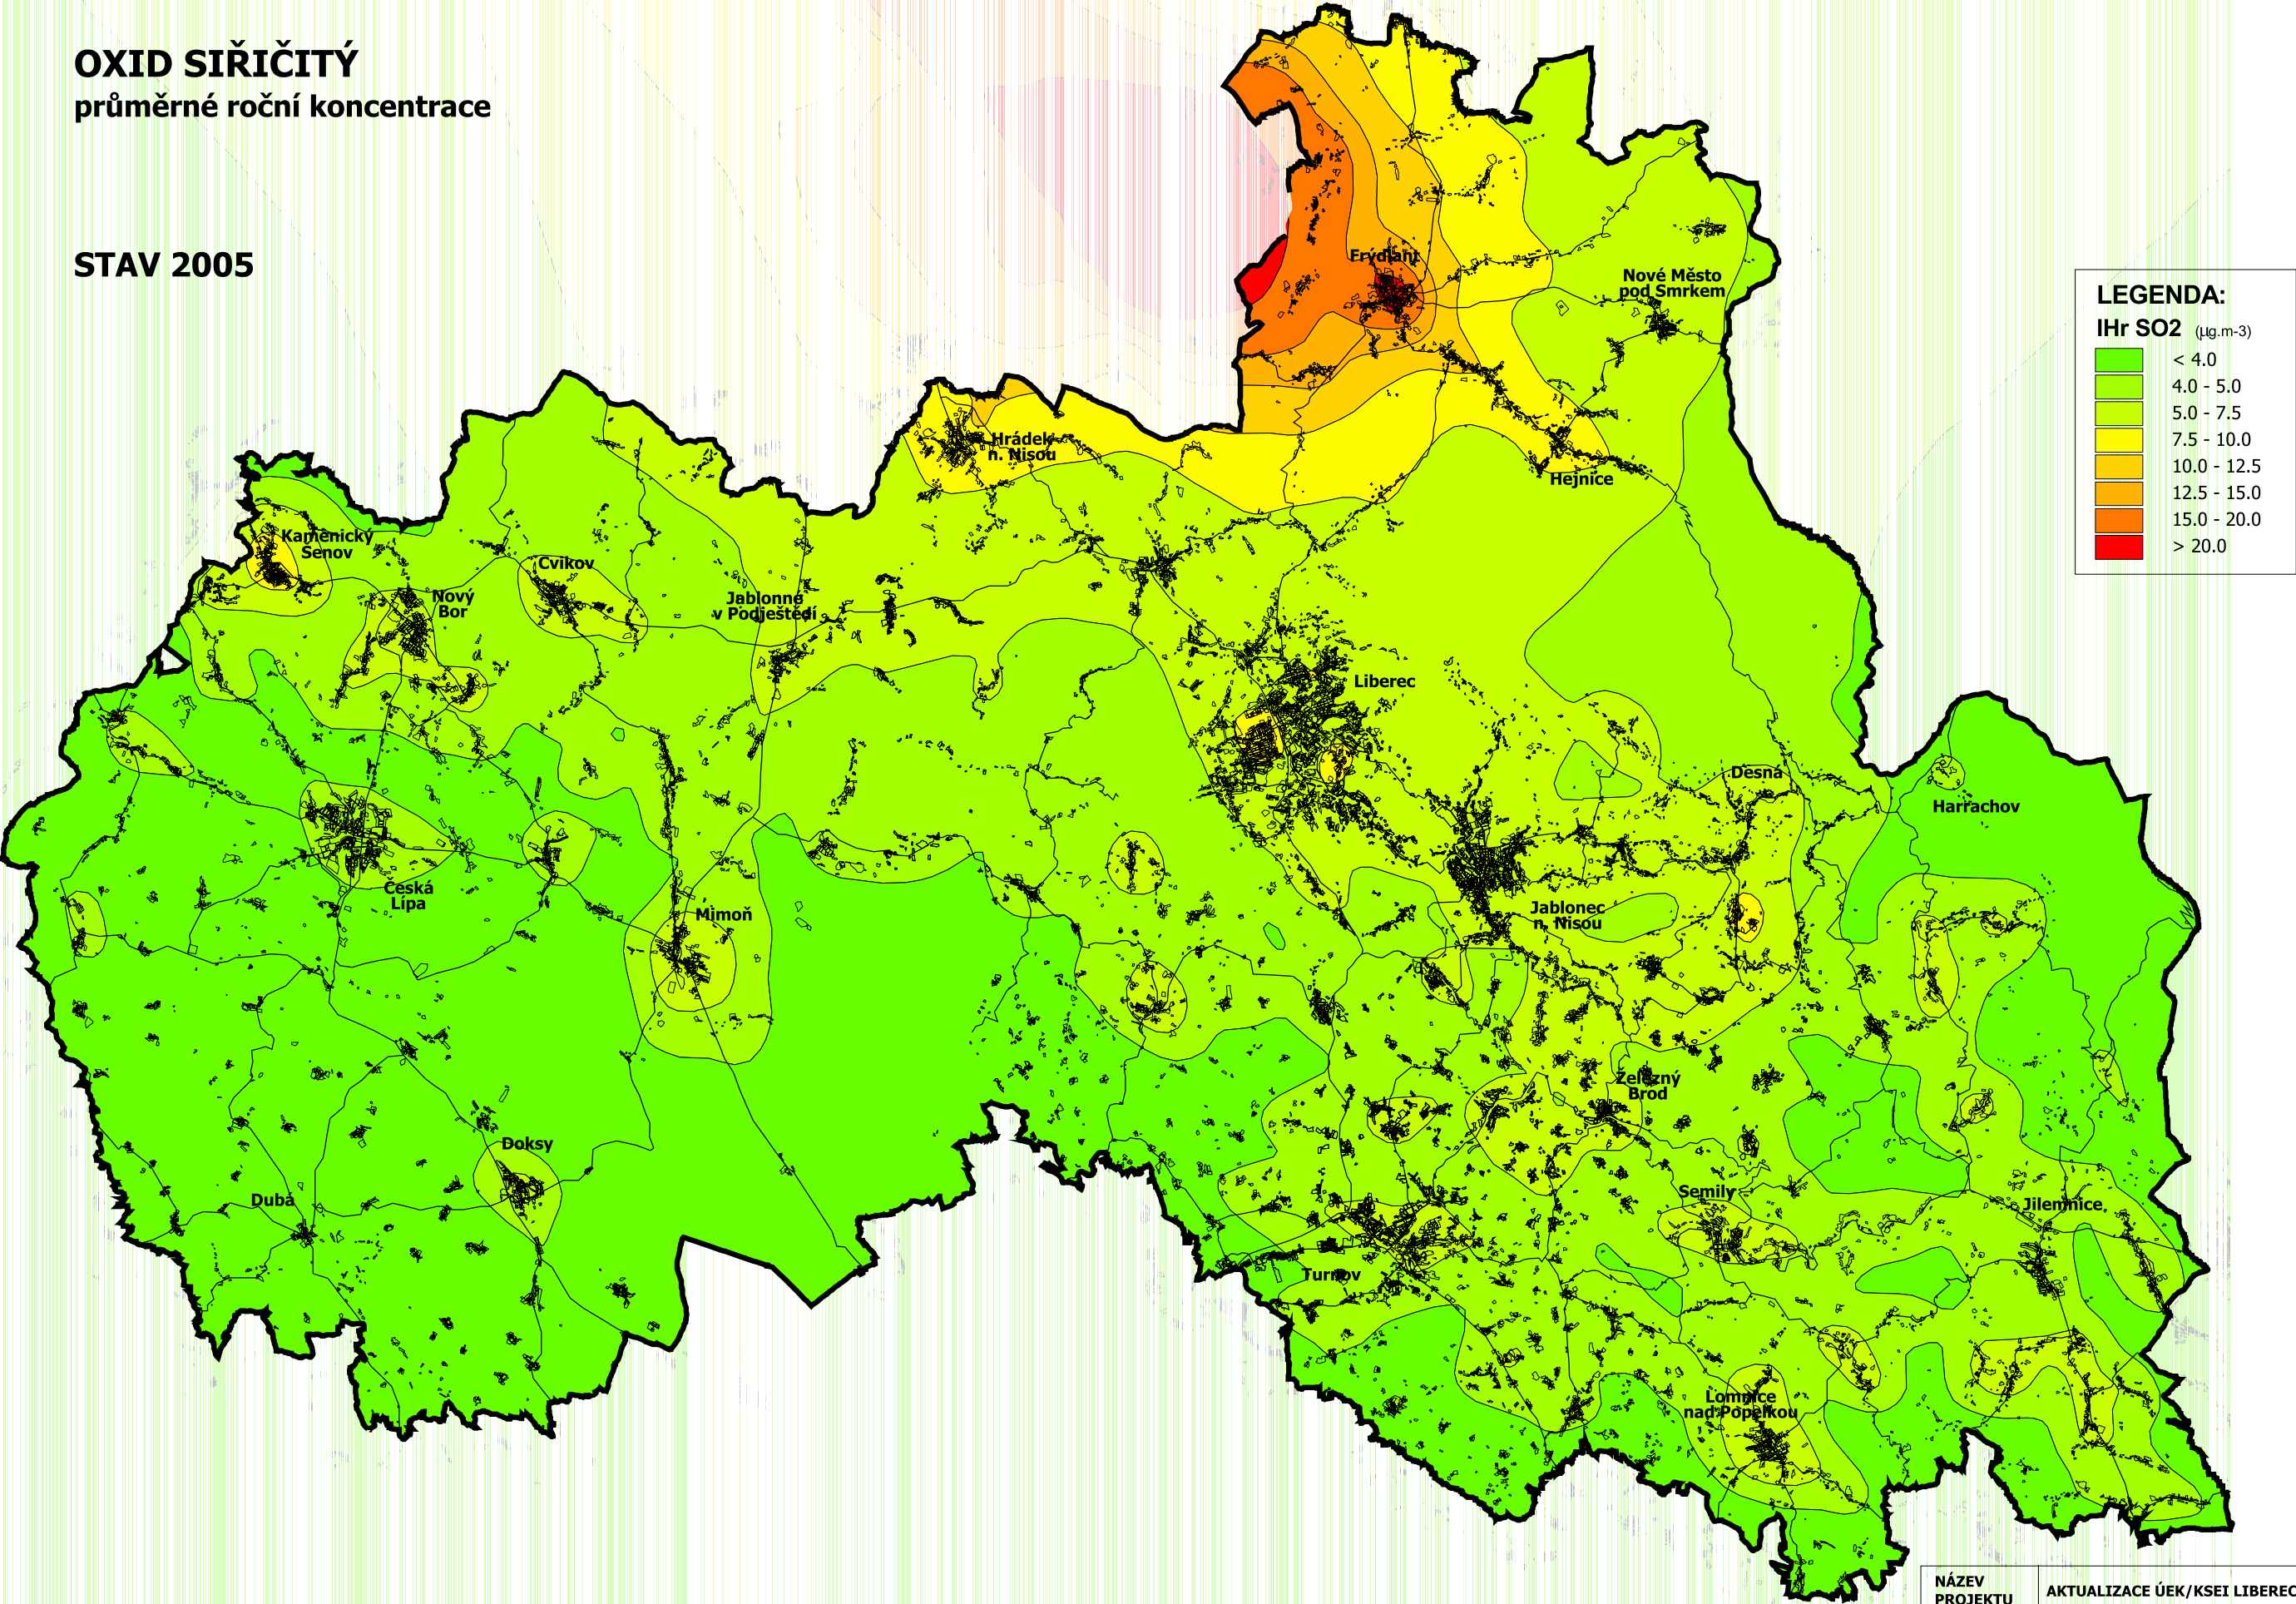 OXID SIŘIČITÝ
průměrné roční koncentrace
STAV 2005
Frýdlant
Nové Město
pod Smrkem
LEGENDA:
IHr SO2 (µg.m-3)
< 4.0
4.0 - 5.0
5.0 - 7.5
7.5 - 10.0
10.0 - 12.5
12.5 - 15.0
15.0 - 20.0
> 20.0
Hrádek
n. Nisou
Hejnice
Kamenický
Šenov
Cvikov
Nový
Bor
Jablonné
v Podještědí
Liberec
Desná
Harrachov
Česká
Lípa
Mimoň
Jablonec
n. Nisou
Železný
Brod
Doksy
Dubá
Semily
Jilemnice
Turnov
Lomnice
nad Popelkou
NÁZEV
PROJEKTU
AKTUALIZACE ÚEK/KSEI LIBEREC